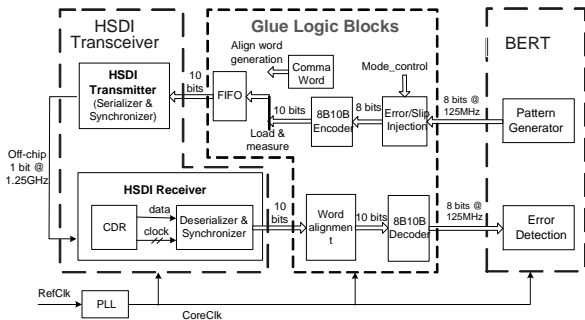 HSDI
Transceiver
Glue Logic Blocks
BERT
Align word
generation
Comma
Word
Mode_control
HSDI
Transmitter
(Serializer &
Synchronizer)
10
bits
FIFO
10 bits
Load &
measure
8B10B
Encoder
8 bits
Error/Slip
Injection
8 bits @
125MHz
Pattern
Generator
Off-chip
1 bit @
1.25GHz
HSDI Receiver
CDR
data
clock
Deserializer &
Synchronizer
10
bits
Word
alignmen
t
10 bits
8B10B
Decoder
8 bits @
125MHz
Error
Detection
RefClk
PLL
CoreClk